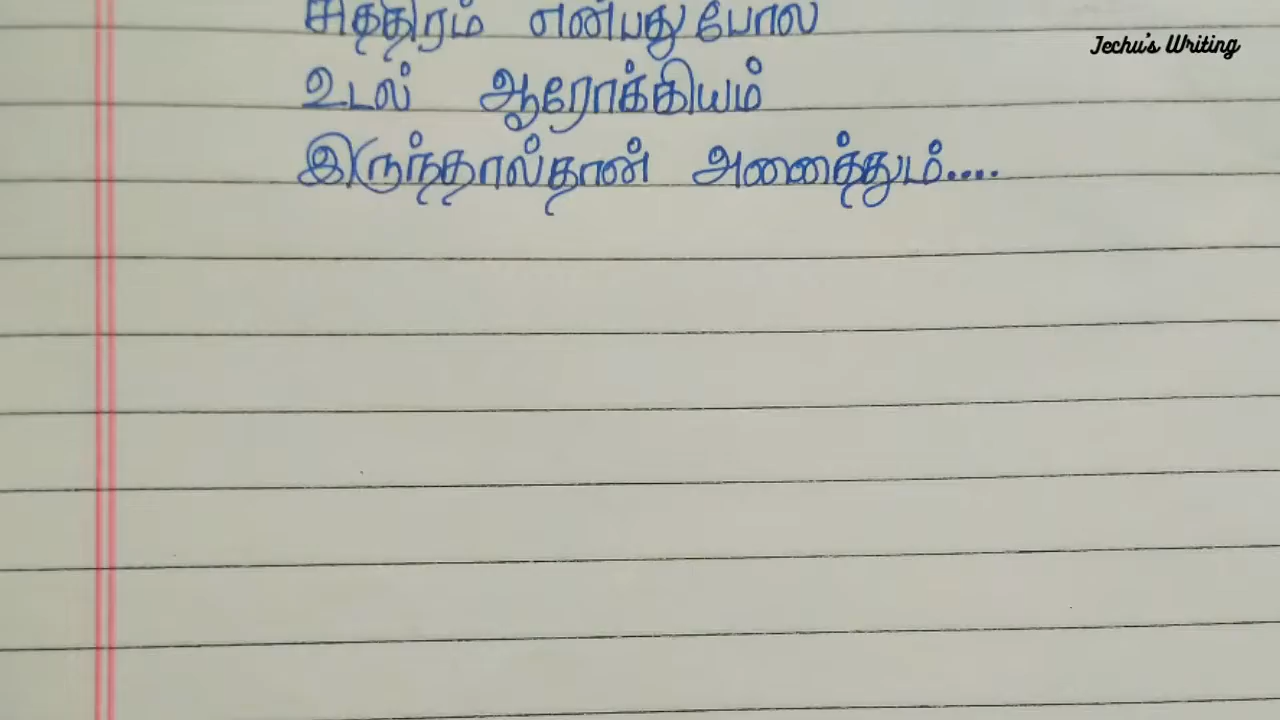 சித்திரம் என்பதுபோல
Jechu's Writing
உடல் ஆரோக்கியம்
இருந்தால்தான் அனைத்தும்....